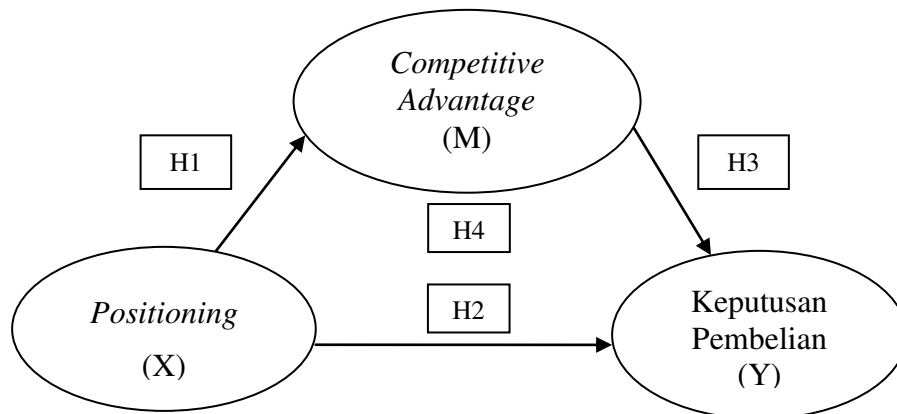 Competitive
Advantage
(M)
H1
H3
H4
H2
Positioning
(X)
Keputusan
Pembelian
(Y)